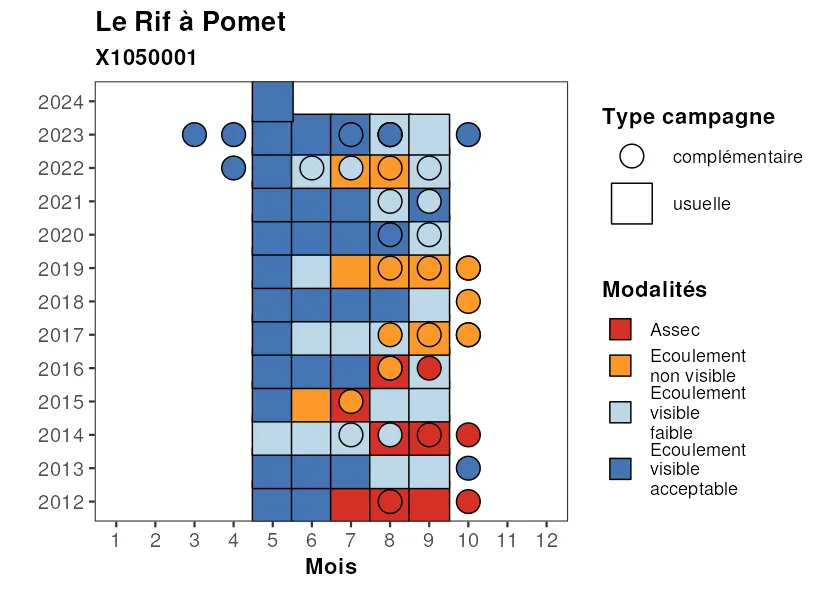 Le Rif à Pomet
X1050001
2024
2023
2022
2021
2020
2019
2018
2017
2016
2015
2014
2013
2012
1 2 3 4 5 6 7 8 9 10 11 12
Mois
Type campagne
complémentaire
usuelle
Modalités
Assec
Ecoulement
non visible
Ecoulement
visible
faible
Ecoulement
visible
acceptable